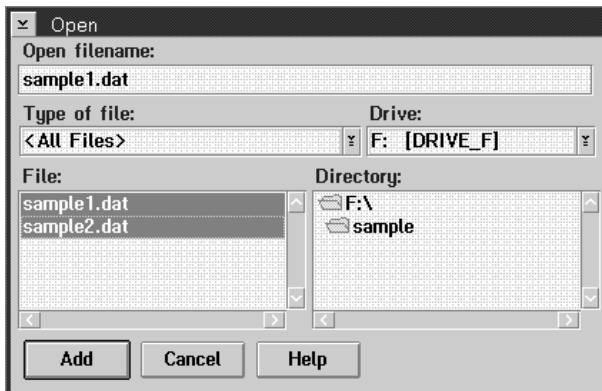 Open
Open filename:
sample1.dat
Type of file:
Drive:
<All Files>
F: [DRIVE_F]
File:
Directory:
sample1.dat
sample2.dat
F:\
sample
Add
Cancel
Help